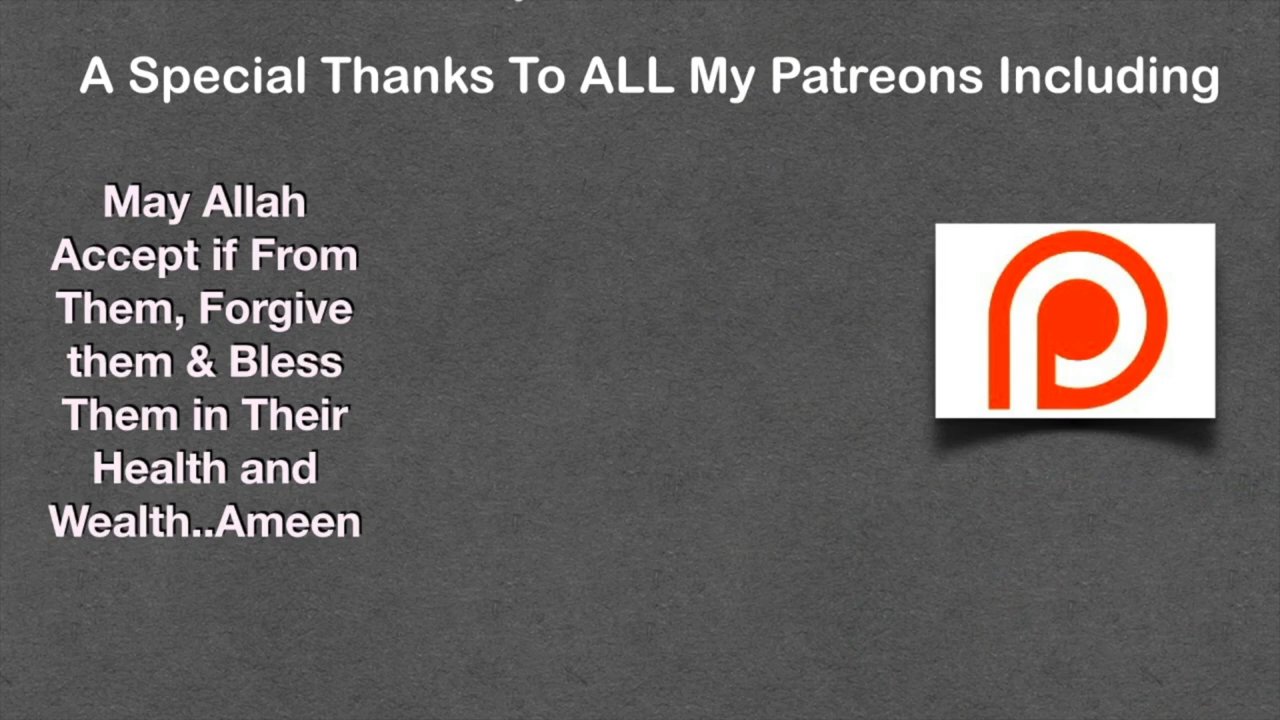 A Special Thanks To ALL My Patreons Including
May Allah
Accept if From
Them, Forgive
them & Bless
Them in Their
Health and
Wealth..Ameen